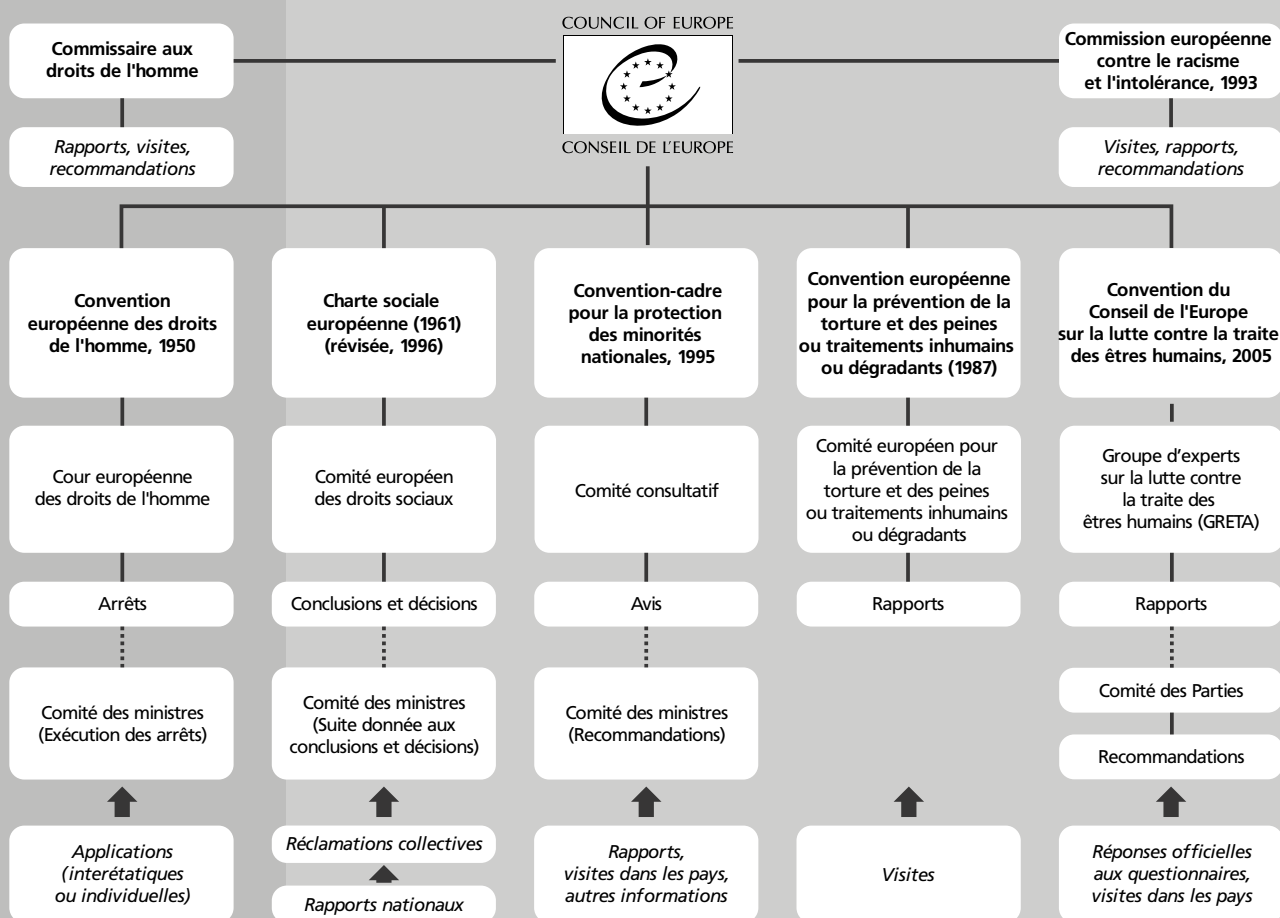 COUNCIL OF EUROPE
CONSEIL DE L'EUROPE
Commissaire aux
droits de l'homme
Rapports, visites,
recommandations
Commission européenne
contre le racisme
et l'intolérance, 1993
Visites, rapports,
recommandations
Convention
européenne des droits
de l'homme, 1950
Charte sociale
européenne (1961)
(révisée, 1996)
Convention-cadre
pour la protection
des minorités
nationales, 1995
Convention européenne
pour la prévention de la
torture et des peines
ou traitements inhumains
ou dégradants (1987)
Convention du
Conseil de l'Europe
sur la lutte contre la traite
des êtres humains, 2005
Cour européenne
des droits de l'homme
Comité européen
des droits sociaux
Comité consultatif
Comité européen pour
la prévention de la
torture et des peines
ou traitements inhumains
ou dégradants
Groupe d’experts
sur la lutte contre
la traite des
êtres humains (GRETA)
Arrêts
Conclusions et décisions
Avis
Rapports
Rapports
Comité des ministres
(Exécution des arrêts)
Comité des ministres
(Suite donnée aux
conclusions et décisions)
Comité des ministres
(Recommandations)
Comité des Parties
Recommandations
Applications
(interétatiques
ou individuelles)
Réclamations collectives
Rapports nationaux
Rapports,
visites dans les pays,
autres informations
Visites
Réponses officielles
aux questionnaires,
visites dans les pays